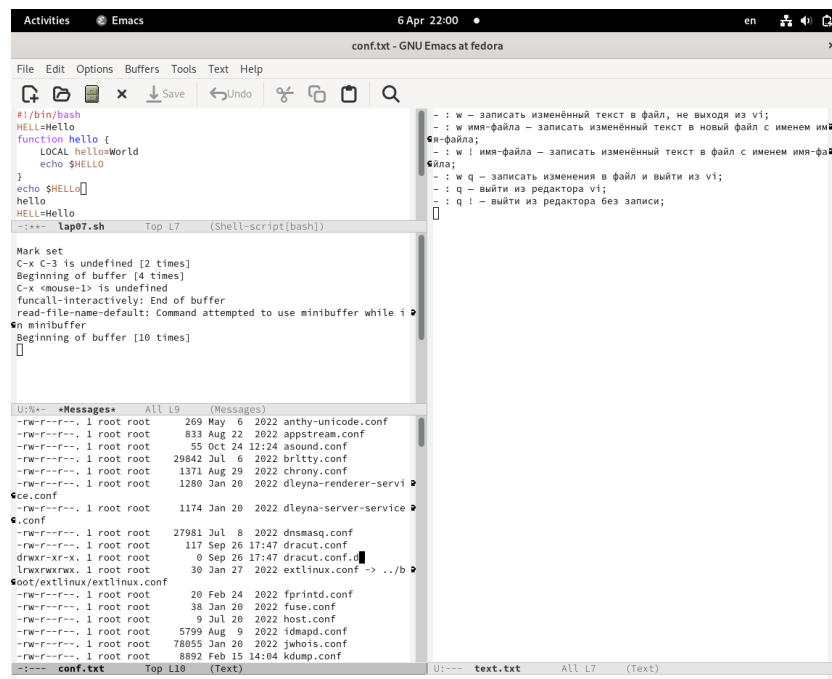 Activities Emacs 6 Apr 22:00 en
conf.txt - GNU Emacs at fedora
File Edit Options Buffers Tools Text Help
Save Undo
#!/bin/bash
HELL=Hello
function hello {
    LOCAL hello=World
    echo $HELLO
}
echo $HELLo
hello
HELL=Hello
-:**- lap07.sh Top L7 (Shell-script[bash])
Mark set
C-x C-3 is undefined [2 times]
Beginning of buffer [4 times]
C-x <mouse-1> is undefined
funcall-interactively: End of buffer
read-file-name-default: Command attempted to use minibuffer while i
n minibuffer
Beginning of buffer [10 times]
U:%*- *Messages* All L9 (Messages)
-rw-r--r--. 1 root root 269 May 6 2022 anthy-unicode.conf
-rw-r--r--. 1 root root 833 Aug 22 2022 appstream.conf
-rw-r--r--. 1 root root 55 Oct 24 12:24 asound.conf
-rw-r--r--. 1 root root 29842 Jul 6 2022 brltty.conf
-rw-r--r--. 1 root root 1371 Aug 29 2022 chrony.conf
-rw-r--r--. 1 root root 1280 Jan 20 2022 dleyna-renderer-servi
ce.conf
-rw-r--r--. 1 root root 1174 Jan 20 2022 dleyna-server-service
.conf
-rw-r--r--. 1 root root 27981 Jul 8 2022 dnsmasq.conf
-rw-r--r--. 1 root root 117 Sep 26 17:47 dracut.conf
drwxr-xr-x. 1 root root 0 Sep 26 17:47 dracut.conf.d
lrwxrwxrwx. 1 root root 30 Jan 27 2022 extlinux.conf -> ../b
oot/extlinux/extlinux.conf
-rw-r--r--. 1 root root 20 Feb 24 2022 fprintd.conf
-rw-r--r--. 1 root root 38 Jan 20 2022 fuse.conf
-rw-r--r--. 1 root root 9 Jul 20 2022 host.conf
-rw-r--r--. 1 root root 5799 Aug 9 2022 idmapd.conf
-rw-r--r--. 1 root root 78055 Jan 20 2022 jwhois.conf
-rw-r--r--. 1 root root 8892 Feb 15 14:04 kdump.conf
-:--- conf.txt Top L10 (Text)
- : w — записать изменённый текст в файл, не выходя из vi;
- : w имя-файла — записать изменённый текст в новый файл с именем им
я-файла;
- : w ! имя-файла — записать изменённый текст в файл с именем имя-фа
йла;
- : w q — записать изменения в файл и выйти из vi;
- : q — выйти из редактора vi;
- : q ! — выйти из редактора без записи;
U:--- text.txt All L7 (Text)